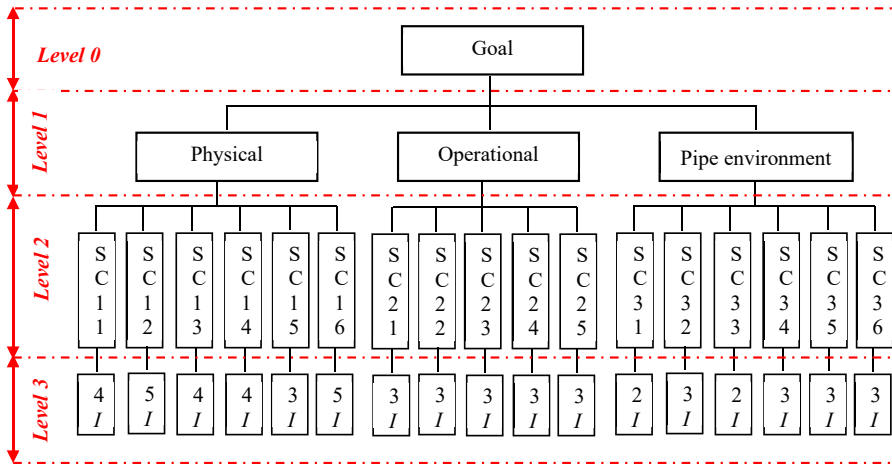 Level 0
Goal
Level 1
Physical
Operational
Pipe environment
Level 2
SC11
SC12
SC13
SC14
SC15
SC16
SC21
SC22
SC23
SC24
SC25
SC31
SC32
SC33
SC34
SC35
SC36
Level 3
4I
5I
4I
4I
3I
5I
3I
3I
3I
3I
3I
2I
3I
2I
3I
3I
3I